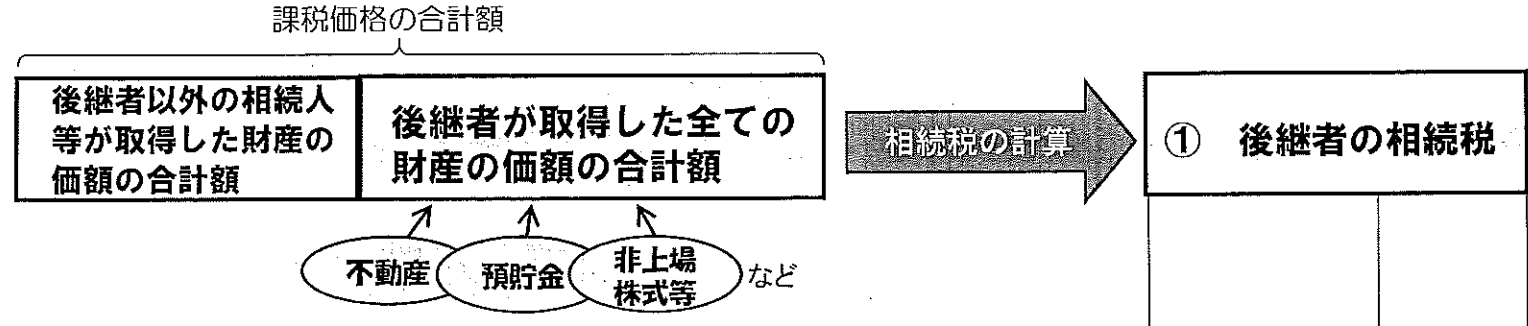 課税価格の合計額
後継者以外の相続人
等が取得した財産の
価額の合計額
後継者が取得した全ての
財産の価額の合計額
相続税の計算
① 後継者の相続税
不動産
預貯金
非上場
株式等
など